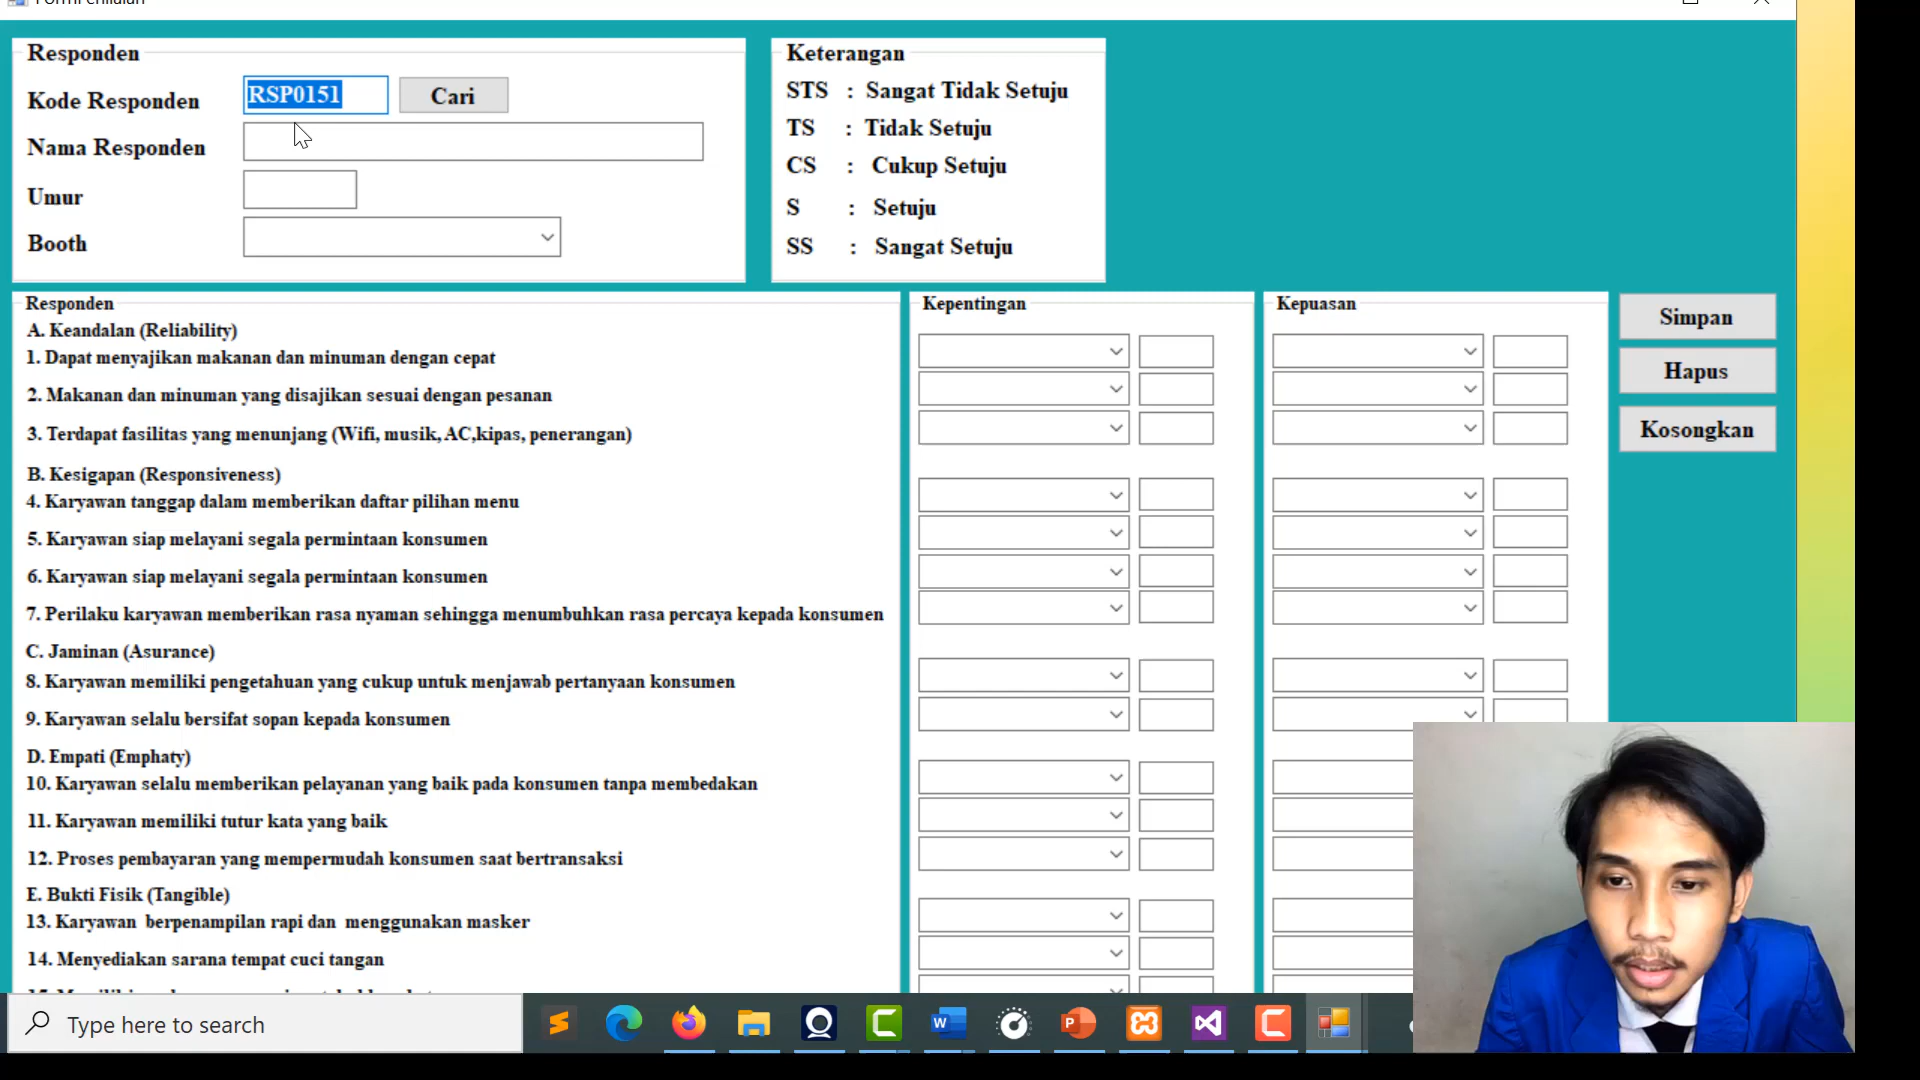 Responden
Kode Responden
RSP0151
Cari
Nama Responden
Umur
Booth
Keterangan
STS : Sangat Tidak Setuju
TS : Tidak Setuju
CS : Cukup Setuju
S : Setuju
SS : Sangat Setuju
Responden
A. Keandalan (Reliability)
1. Dapat menyajikan makanan dan minuman dengan cepat
2. Makanan dan minuman yang disajikan sesuai dengan pesanan
3. Terdapat fasilitas yang menunjang (Wifi, musik, AC,kipas, penerangan)
B. Kesigapan (Responsiveness)
4. Karyawan tanggap dalam memberikan daftar pilihan menu
5. Karyawan siap melayani segala permintaan konsumen
6. Karyawan siap melayani segala permintaan konsumen
7. Perilaku karyawan memberikan rasa nyaman sehingga menumbuhkan rasa percaya kepada konsumen
C. Jaminan (Asurance)
8. Karyawan memiliki pengetahuan yang cukup untuk menjawab pertanyaan konsumen
9. Karyawan selalu bersifat sopan kepada konsumen
D. Empati (Emphaty)
10. Karyawan selalu memberikan pelayanan yang baik pada konsumen tanpa membedakan
11. Karyawan memiliki tutur kata yang baik
12. Proses pembayaran yang mempermudah konsumen saat bertransaksi
E. Bukti Fisik (Tangible)
13. Karyawan berpenampilan rapi dan menggunakan masker
14. Menyediakan sarana tempat cuci tangan
Kepentingan
Kepuasan
Simpan
Hapus
Kosongkan
Type here to search